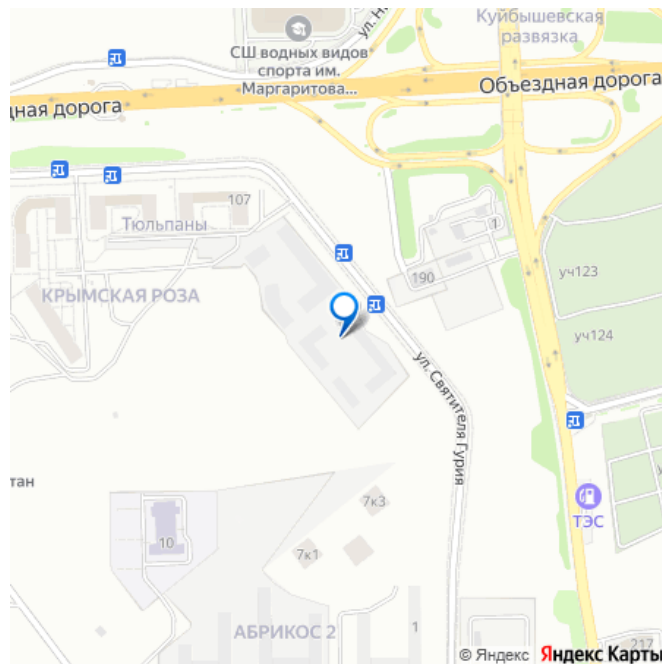 Куйбышевская
развязка
ул. Н
СШ водных видов
спорта им.
Маргаритова...
Объездная дорога
дная дорога
107
Тюльпаны
1
190
уч123
КРЫМСКАЯ РОЗА
уч124
ул. Святителя Гурия
тан
7к3
ТЭС
10
7к1
АБРИКОС 2
1
217
© Яндекс Яндекс Карты